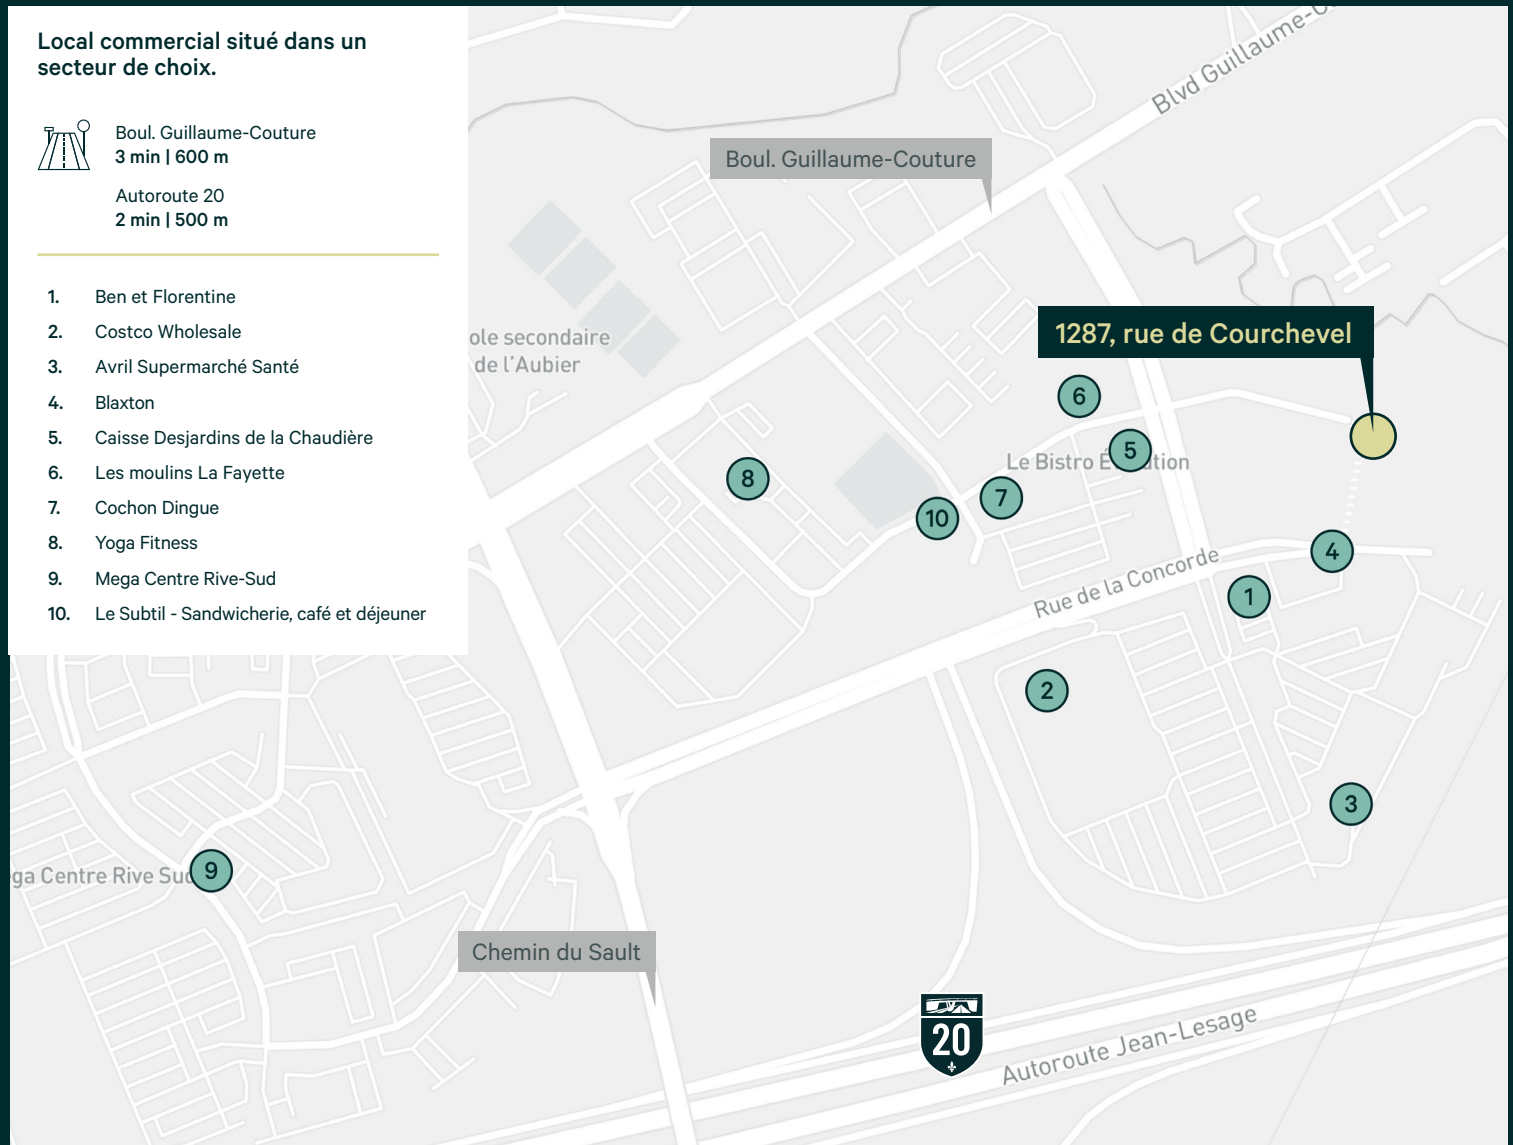 Local commercial situé dans un
secteur de choix.
Boul. Guillaume-Couture
3 min | 600 m
Autoroute 20
2 min | 500 m
1. Ben et Florentine
2. Costco Wholesale
3. Avril Supermarché Santé
4. Blaxton
5. Caisse Desjardins de la Chaudière
6. Les moulins La Fayette
7. Cochon Dingue
8. Yoga Fitness
9. Mega Centre Rive-Sud
10. Le Subtil - Sandwicherie, café et déjeuner
Blvd Guillaume-C
Boul. Guillaume-Couture
ole secondaire
de l'Aubier
1287, rue de Courchevel
6
5
Le Bistro É
tion
8
7
10
4
Rue de la Concorde
1
2
3
ga Centre Rive Sud
9
Chemin du Sault
20
Autoroute Jean-Lesage